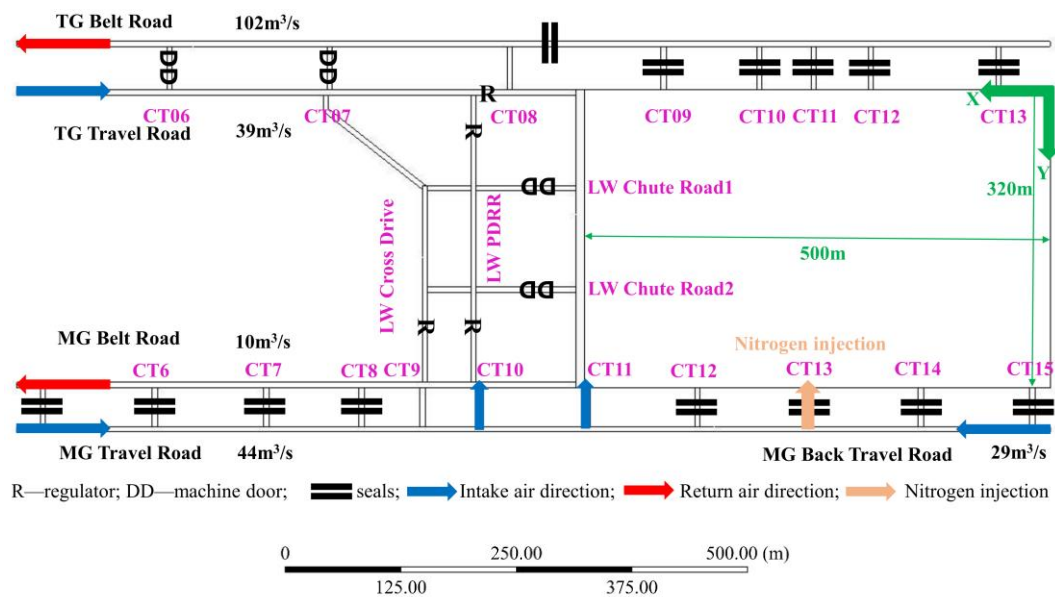 TG Belt Road 102m³/s
DD DD
CT06 CT07 R CT08 CT09 CT10 CT11 CT12 X CT13
TG Travel Road 39m³/s
R
Y
320m
DD LW Chute Road1
LW Cross Drive
LW PDRR
500m
DD LW Chute Road2
R R
MG Belt Road 10m³/s
Nitrogen injection
CT6 CT7 CT8 CT9 CT10 CT11 CT12 CT13 CT14 CT15
MG Travel Road 44m³/s MG Back Travel Road 29m³/s
R—regulator; DD—machine door; seals; Intake air direction; Return air direction; Nitrogen injection
0 250.00 500.00 (m)
125.00 375.00